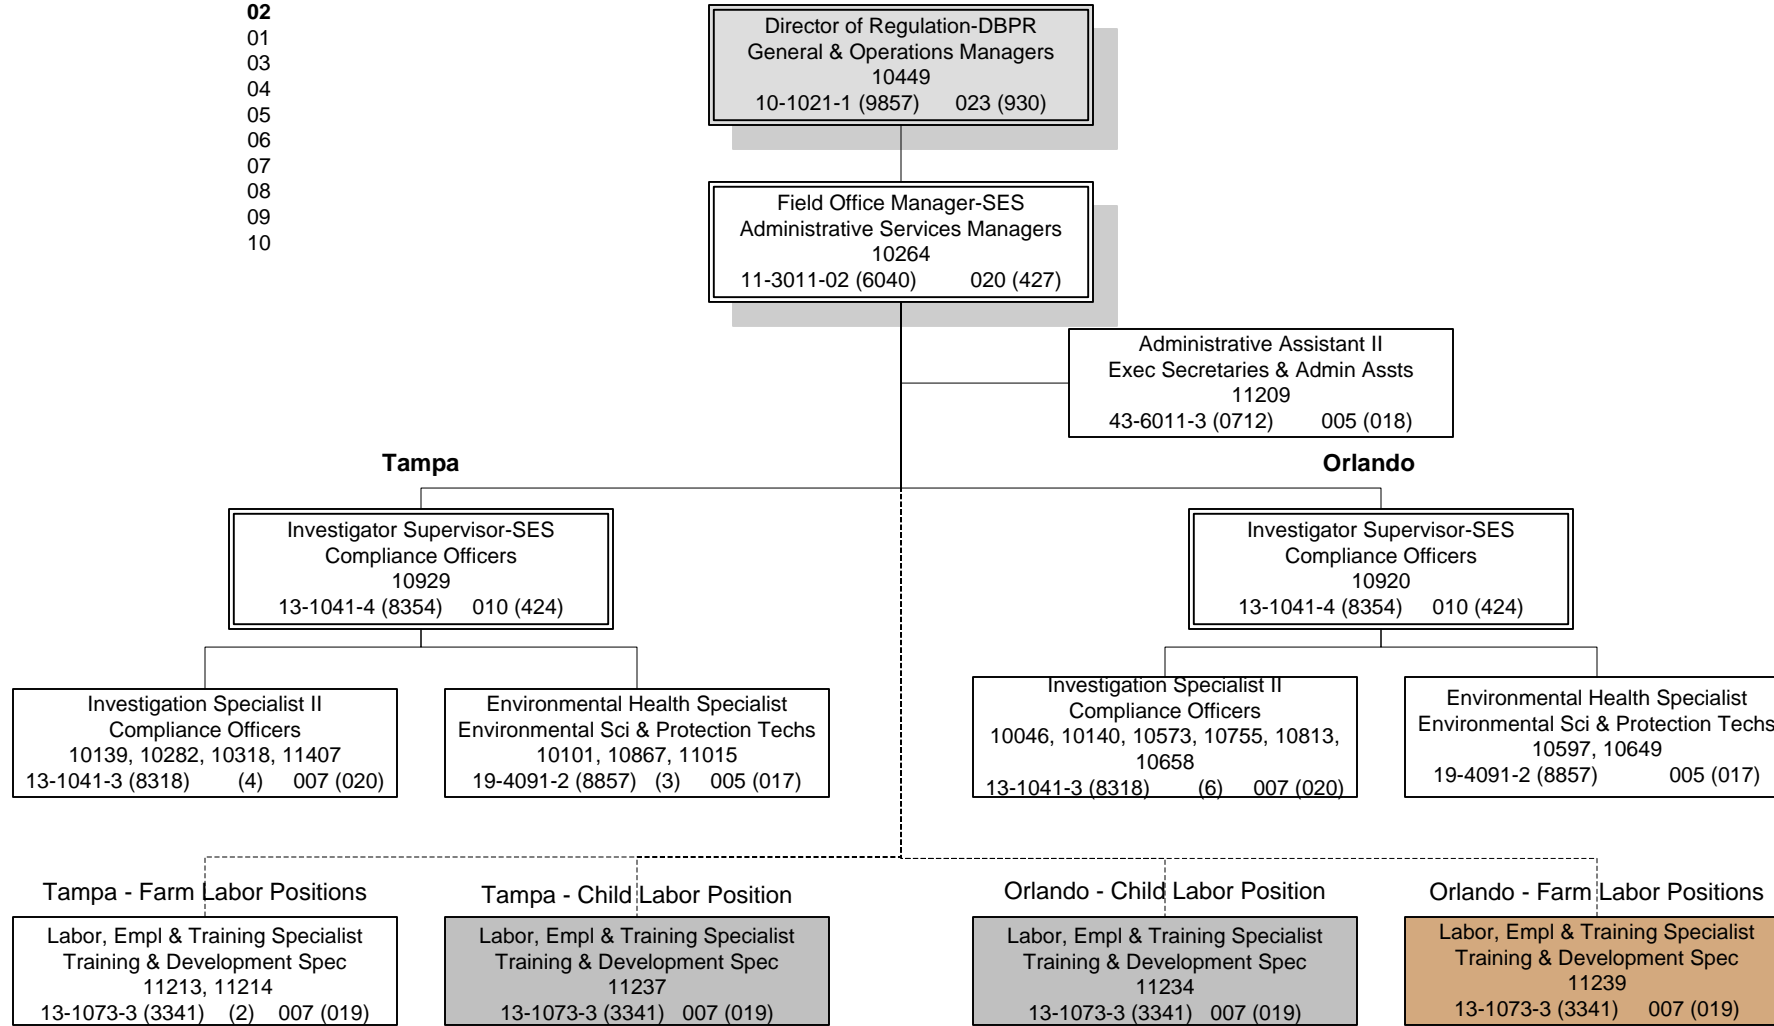 02
01
03
04
05
06
07
08
09
10
Director of Regulation-DBPR
General & Operations Managers
10449
10-1021-1 (9857) 023 (930)
Field Office Manager-SES
Administrative Services Managers
10264
11-3011-02 (6040) 020 (427)
Administrative Assistant II
Exec Secretaries & Admin Assts
11209
43-6011-3 (0712) 005 (018)
Tampa
Orlando
Investigator Supervisor-SES
Compliance Officers
10929
13-1041-4 (8354) 010 (424)
Investigator Supervisor-SES
Compliance Officers
10920
13-1041-4 (8354) 010 (424)
Investigation Specialist II
Compliance Officers
10139, 10282, 10318, 11407
13-1041-3 (8318) (4) 007 (020)
Environmental Health Specialist
Environmental Sci & Protection Techs
10101, 10867, 11015
19-4091-2 (8857) (3) 005 (017)
Investigation Specialist II
Compliance Officers
10046, 10140, 10573, 10755, 10813,
10658
13-1041-3 (8318) (6) 007 (020)
Environmental Health Specialist
Environmental Sci & Protection Techs
10597, 10649
19-4091-2 (8857) 005 (017)
Tampa - Farm Labor Positions
Labor, Empl & Training Specialist
Training & Development Spec
11213, 11214
13-1073-3 (3341) (2) 007 (019)
Tampa - Child Labor Position
Labor, Empl & Training Specialist
Training & Development Spec
11237
13-1073-3 (3341) 007 (019)
Orlando - Child Labor Position
Labor, Empl & Training Specialist
Training & Development Spec
11234
13-1073-3 (3341) 007 (019)
Orlando - Farm Labor Positions
Labor, Empl & Training Specialist
Training & Development Spec
11239
13-1073-3 (3341) 007 (019)